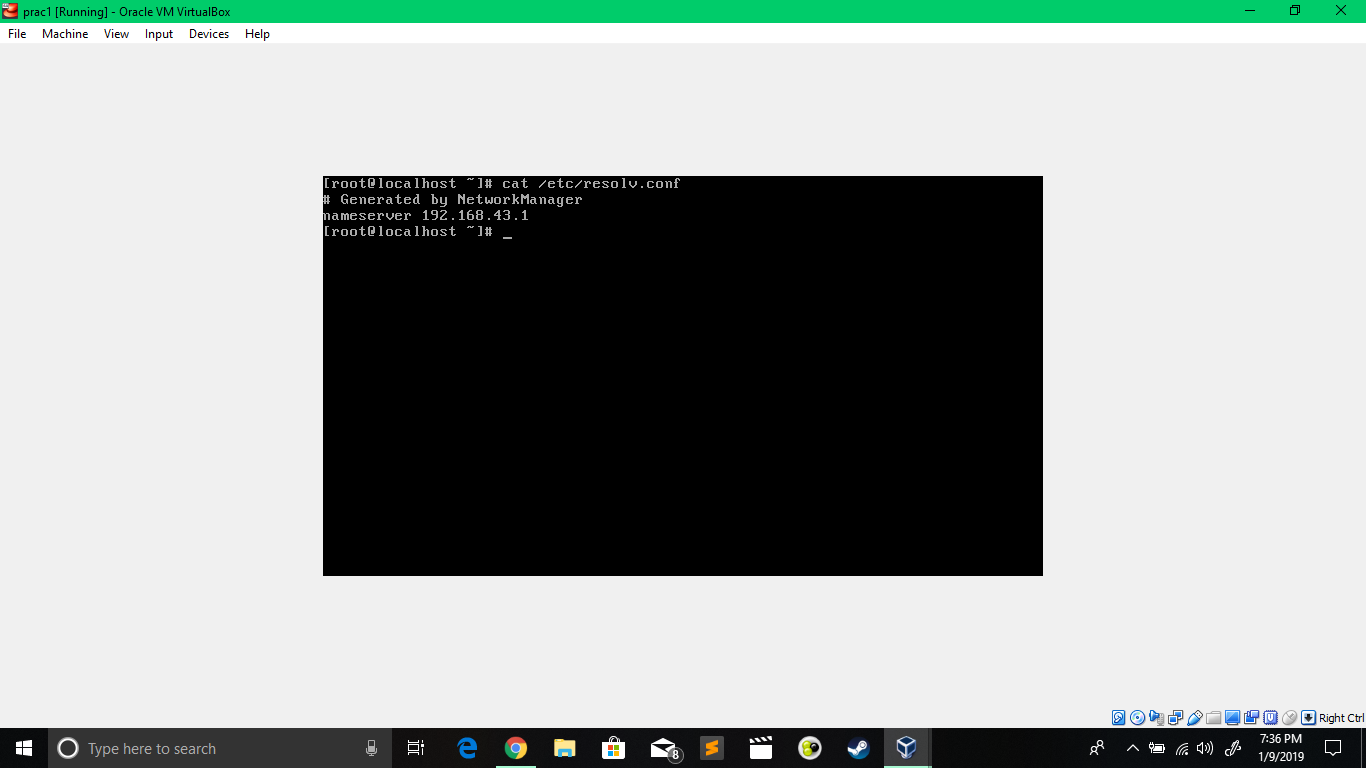 prac1 [Running] - Oracle VM VirtualBox
File Machine View Input Devices Help
[root@localhost ~]# cat /etc/resolv.conf
# Generated by NetworkManager
nameserver 192.168.43.1
[root@localhost ~]# _
Right Ctrl
Type here to search
8
7:36 PM
1/9/2019